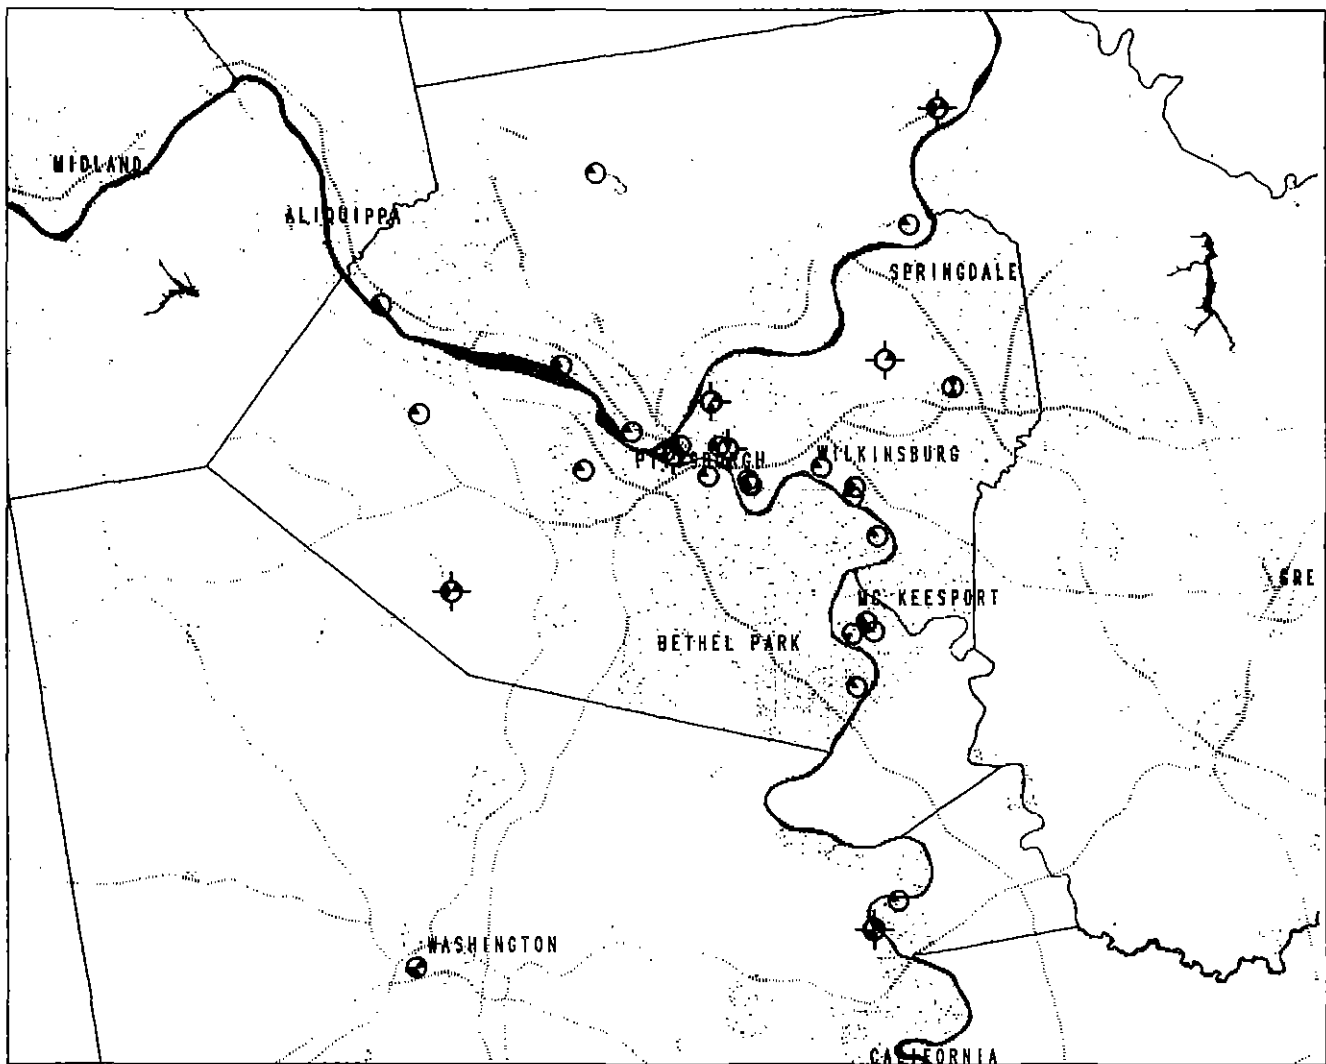 MIDLAND
ALIQUIPPA
SPRINGDALE
PITTSBURGH
WILKINSBURG
GRE
MC KEESPORT
BETHEL PARK
WASHINGTON
CALIFORNIA